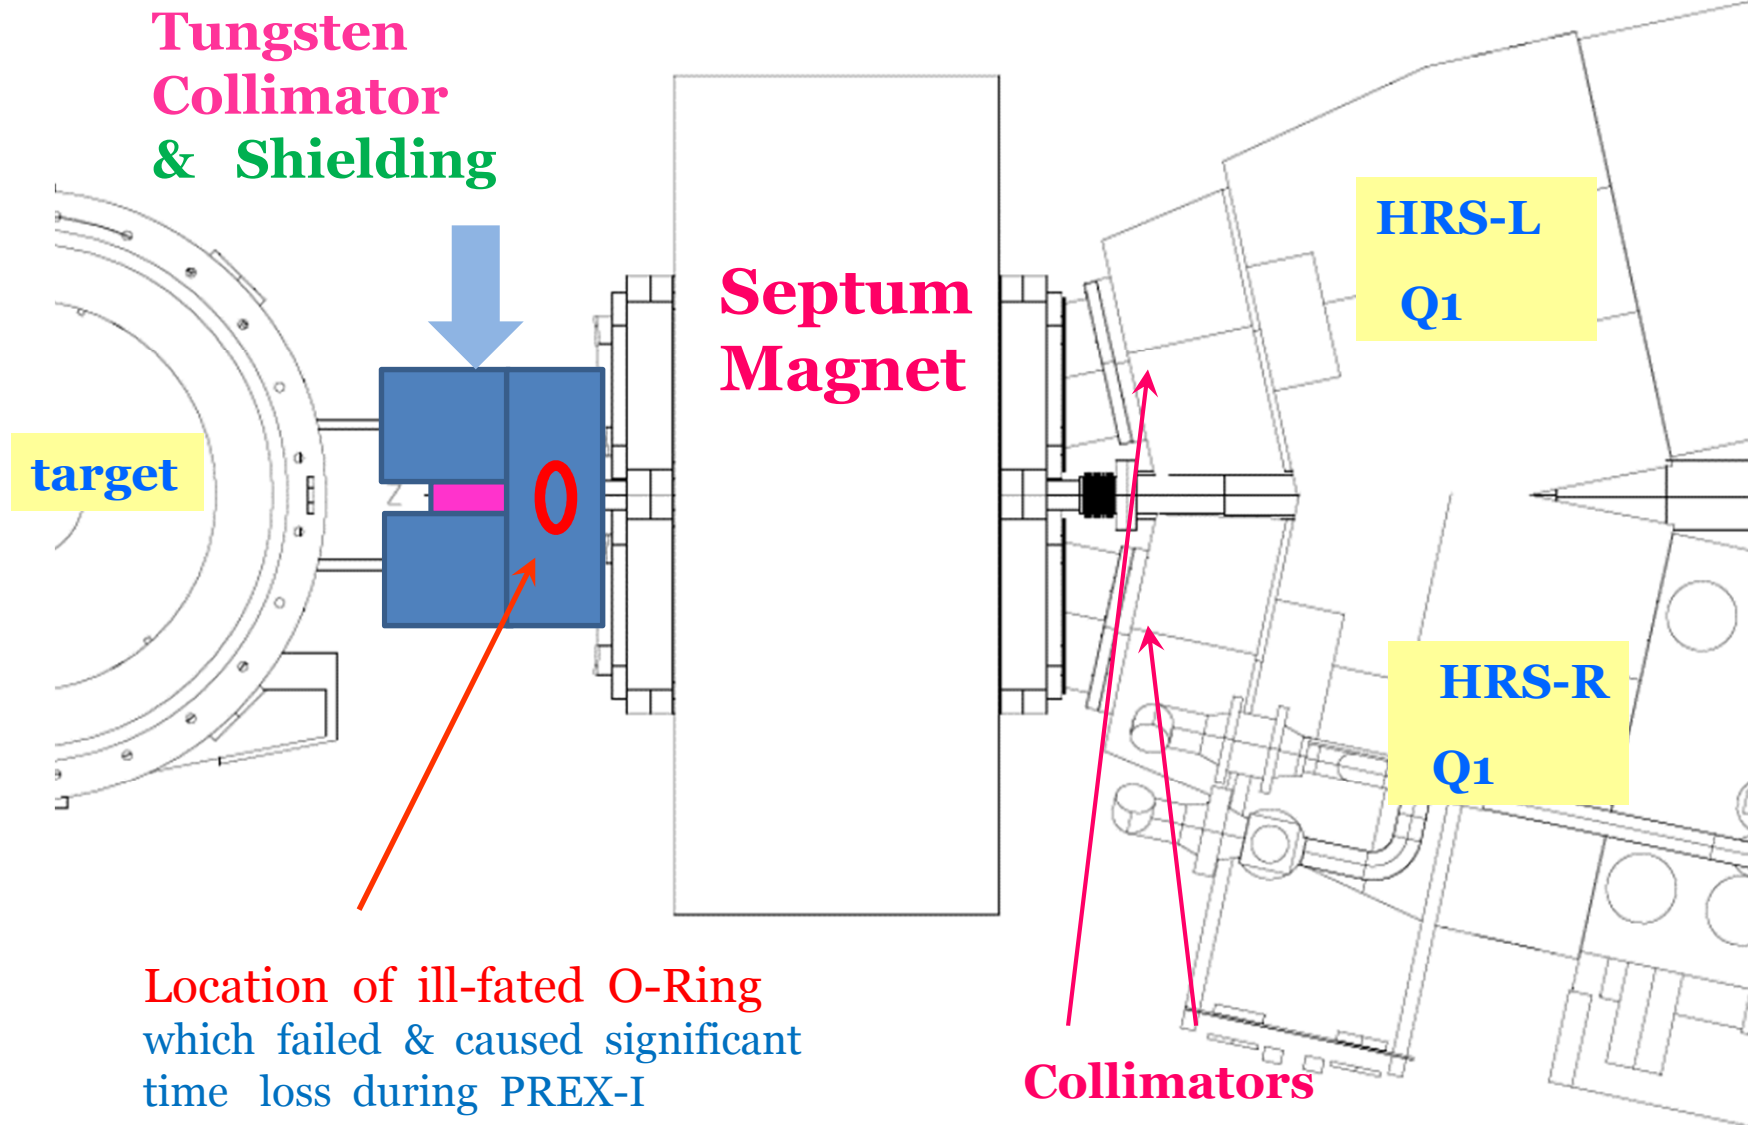 Tungsten
Collimator
& Shielding
HRS-L
Q1
Septum
Magnet
target
Z
HRS-R
Q1
Location of ill-fated O-Ring
which failed & caused significant
time loss during PREX-I
Collimators